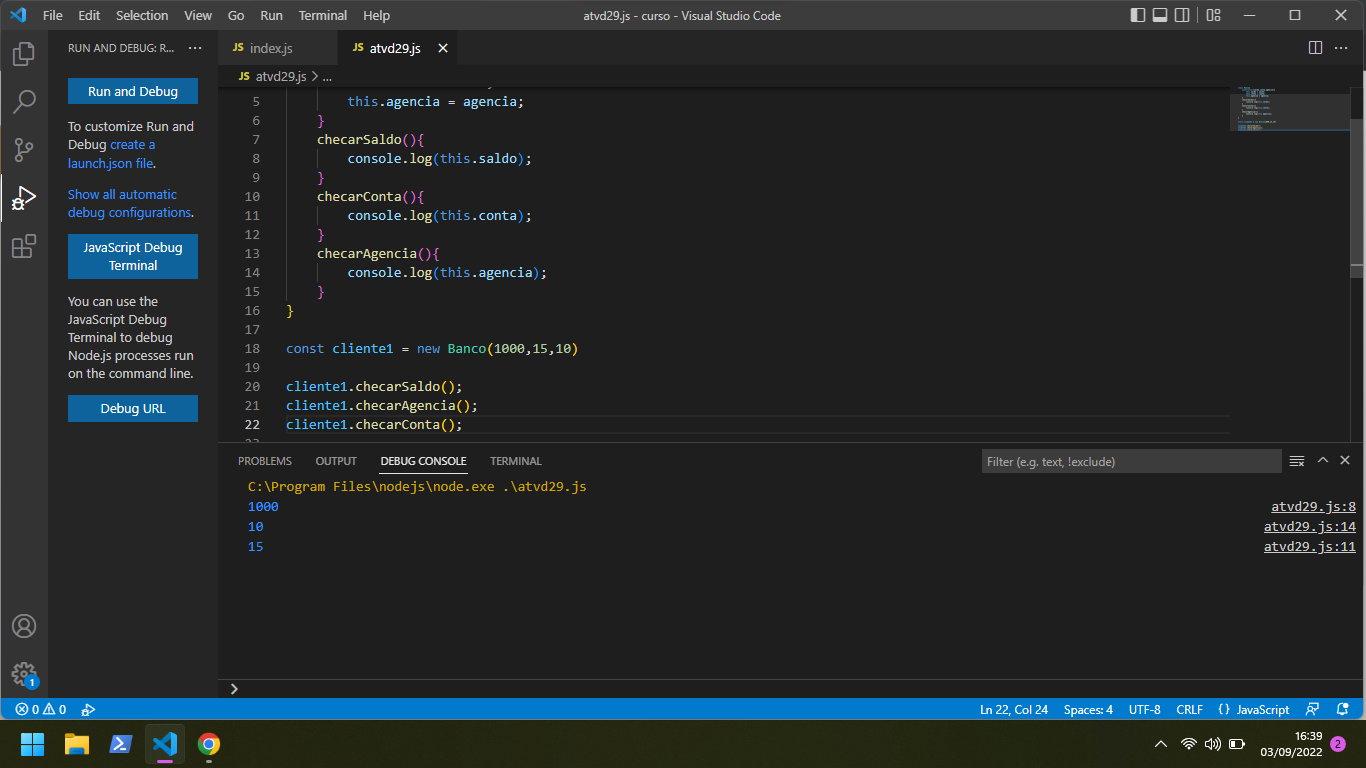 File Edit Selection View Go Run Terminal Help
atvd29.js - curso - Visual Studio Code
RUN AND DEBUG: R... ...
Run and Debug
To customize Run and
Debug create a
launch.json file.
Show all automatic
debug configurations.
JavaScript Debug
Terminal
You can use the
JavaScript Debug
Terminal to debug
Node.js processes run
on the command line.
Debug URL
JS index.js
JS atvd29.js
JS atvd29.js > ...
5 this.agencia = agencia;
6 }
7 checarSaldo(){
8 console.log(this.saldo);
9 }
10 checarConta(){
11 console.log(this.conta);
12 }
13 checarAgencia(){
14 console.log(this.agencia);
15 }
16 }
17
18 const cliente1 = new Banco(1000,15,10)
19
20 cliente1.checarSaldo();
21 cliente1.checarAgencia();
22 cliente1.checarConta();
PROBLEMS OUTPUT DEBUG CONSOLE TERMINAL
Filter (e.g. text, !exclude)
C:\Program Files\nodejs\node.exe .\atvd29.js
1000 atvd29.js:8
10 atvd29.js:14
15 atvd29.js:11
1
0 0
Ln 22, Col 24 Spaces: 4 UTF-8 CRLF {} JavaScript
16:39
03/09/2022
2